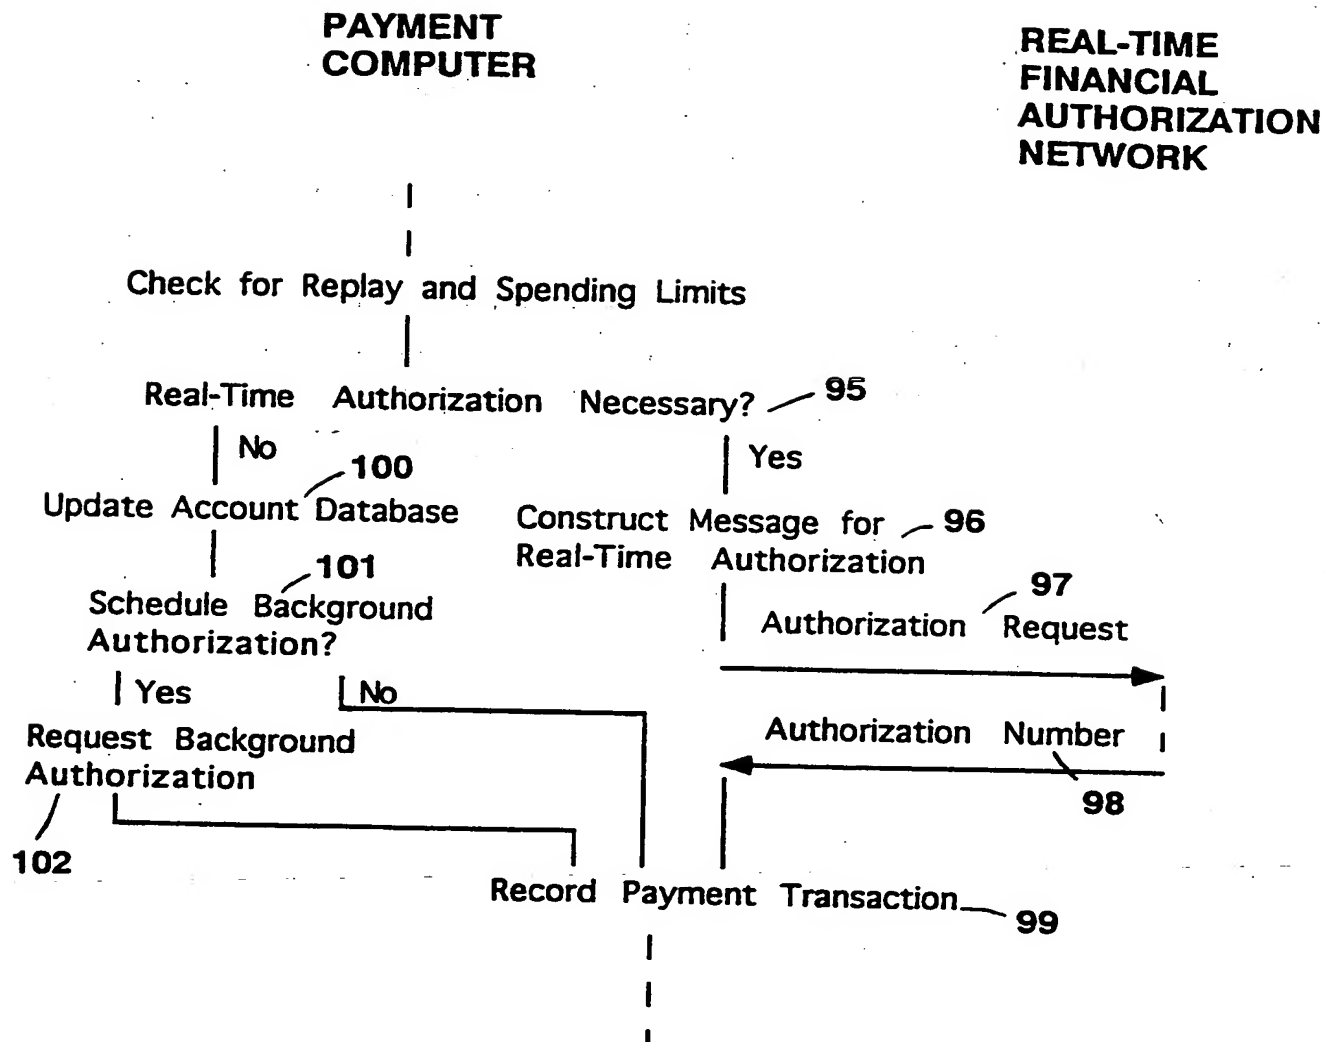 PAYMENT
COMPUTER
REAL-TIME
FINANCIAL
AUTHORIZATION
NETWORK
Check for Replay and Spending Limits
Real-Time Authorization Necessary?
95
No
Yes
100
Update Account Database
Construct Message for
Real-Time Authorization
96
101
Schedule Background
Authorization?
97
Authorization Request
Yes
No
Request Background
Authorization
Authorization Number
98
102
Record Payment Transaction
99